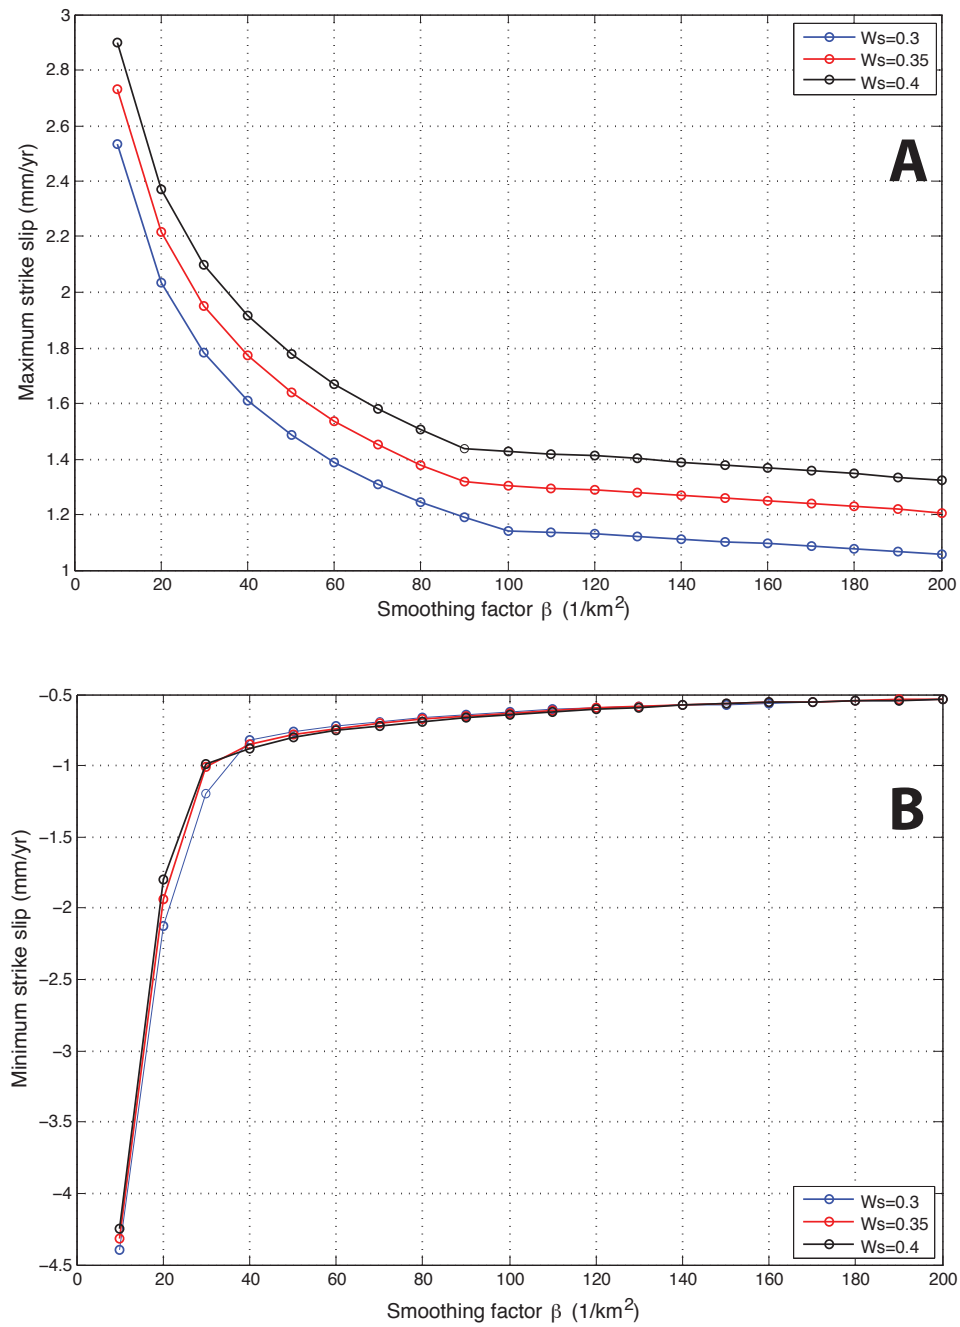 3
2.8
2.6
2.4
2.2
2
1.8
1.6
1.4
1.2
1
Maximum strike slip (mm/yr)
Ws=0.3
Ws=0.35
Ws=0.4
A
0 20 40 60 80 100 120 140 160 180 200
Smoothing factor β (1/km²)
−0.5
−1
−1.5
−2
−2.5
−3
−3.5
−4
−4.5
Minimum strike slip (mm/yr)
B
Ws=0.3
Ws=0.35
Ws=0.4
0 20 40 60 80 100 120 140 160 180 200
Smoothing factor β (1/km²)